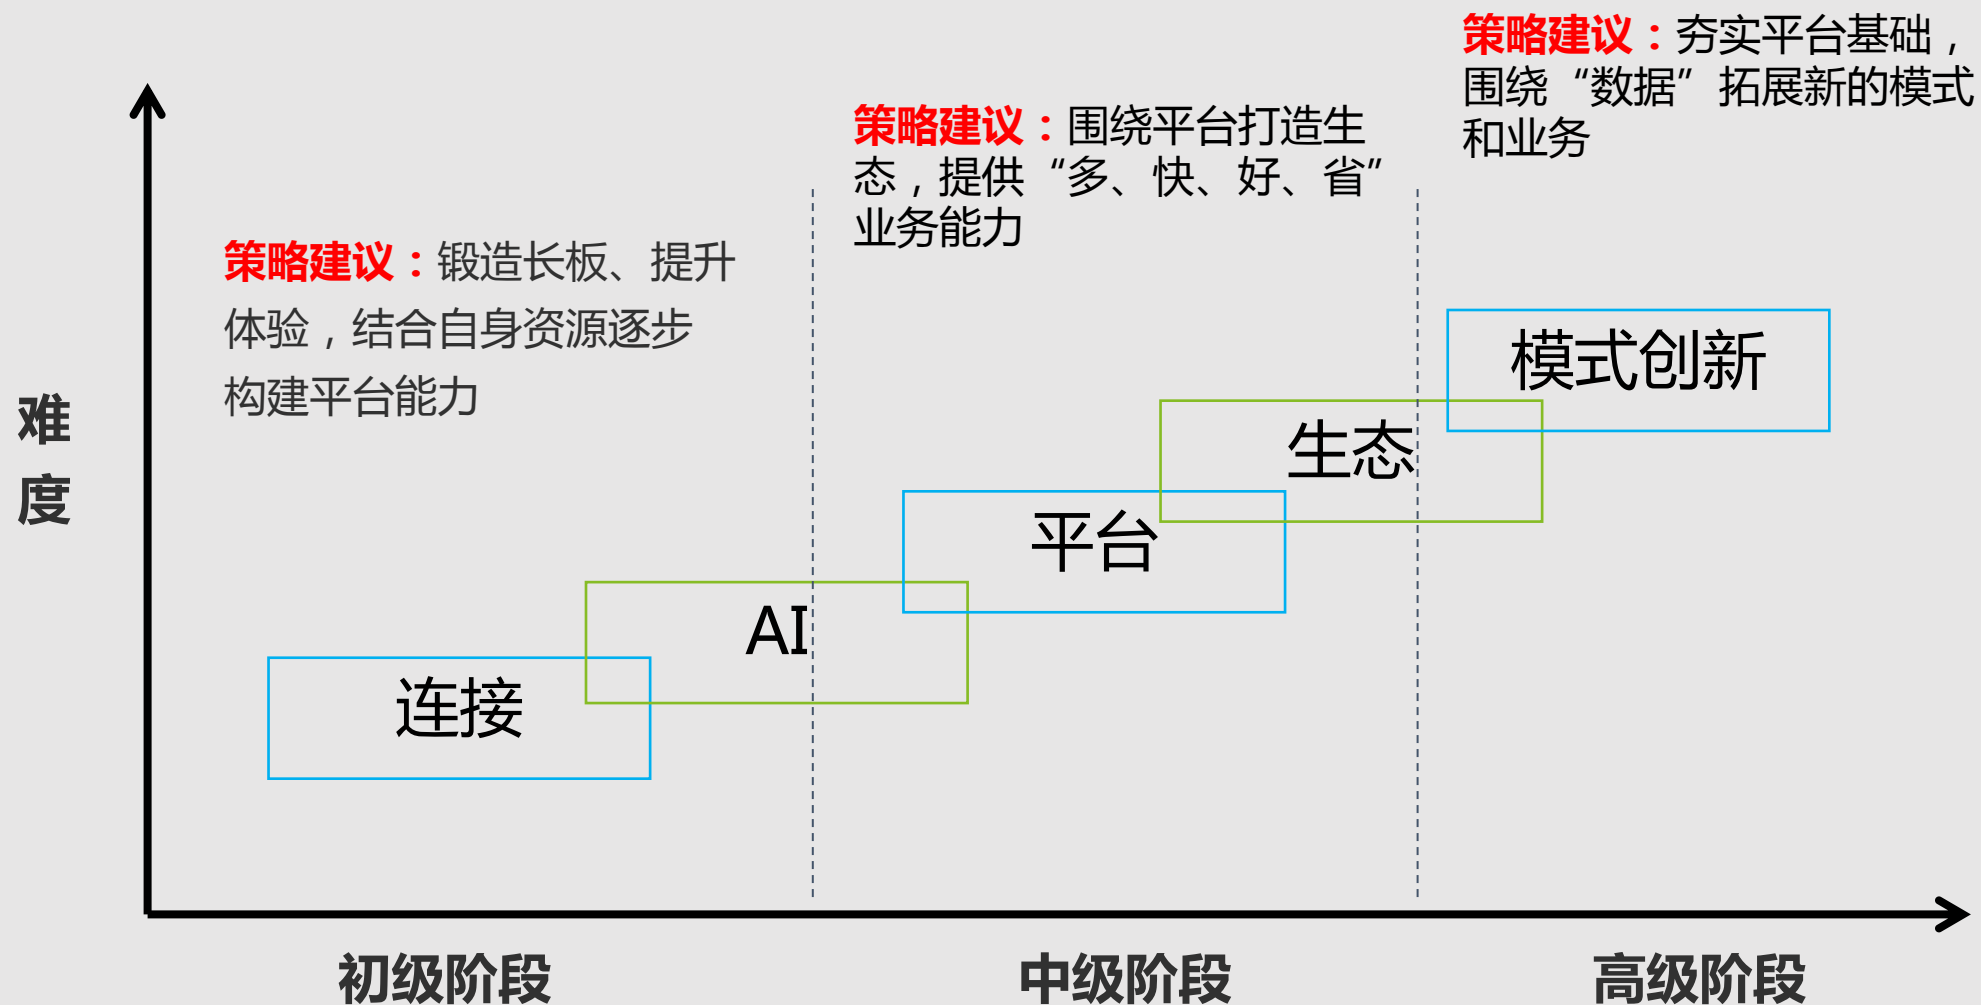 策略建议：夯实平台基础，
围绕“数据”拓展新的模式
和业务
策略建议：围绕平台打造生
态，提供“多、快、好、省”
业务能力
策略建议：锻造长板、提升
体验，结合自身资源逐步
构建平台能力
难
度
模式创新
生态
平台
AI
连接
初级阶段
中级阶段
高级阶段